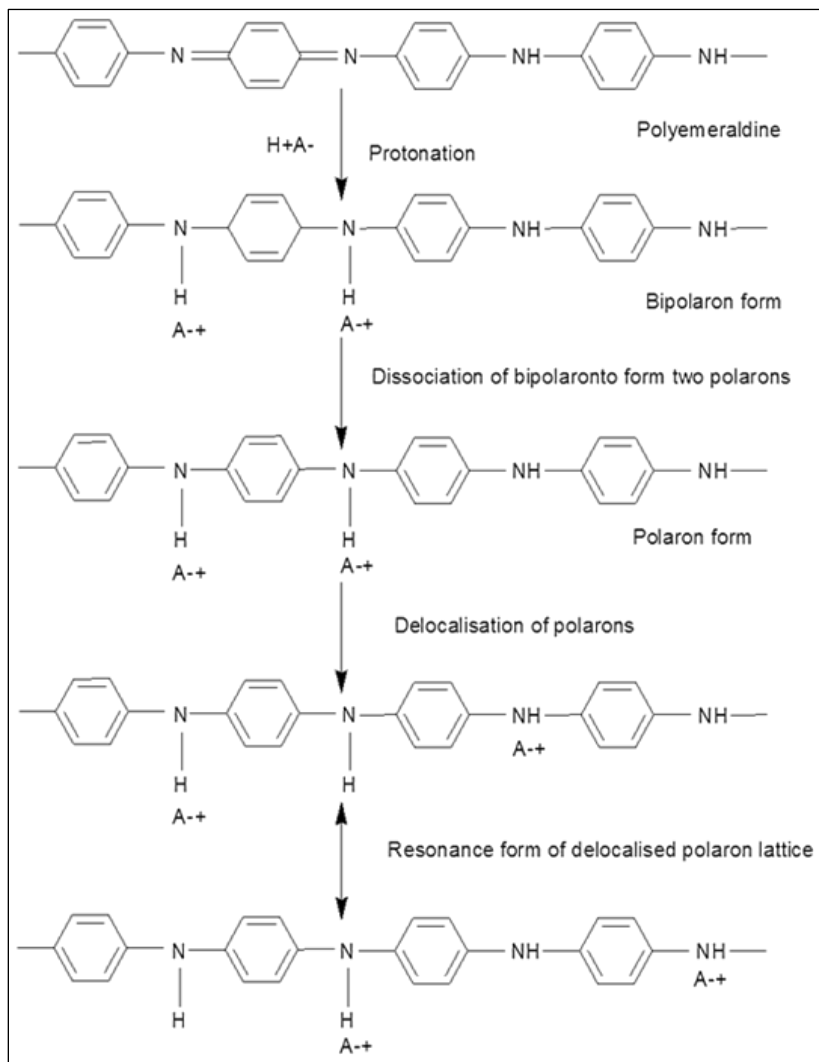 N N NH NH
Polyemeraldine
H+A- Protonation
N N NH NH
H H
A-+ A-+
Bipolaron form
Dissociation of bipolaronto form two polarons
N N NH NH
H H
A-+ A-+
Polaron form
Delocalisation of polarons
N N NH NH
H H A-+
A-+
Resonance form of delocalised polaron lattice
N N NH NH
H H A-+
A-+